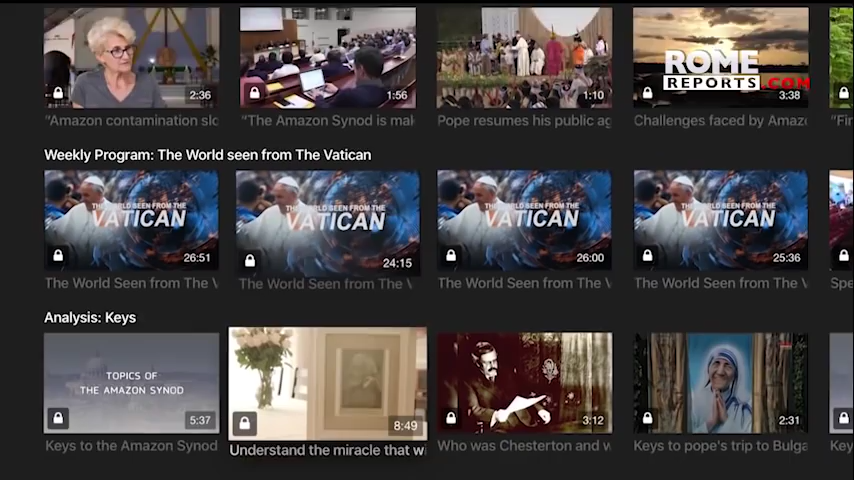 ROME
REPORTS.COM
2:36
1:56
1:10
3:38
"Amazon contamination slo
"The Amazon Synod is mak
Pope resumes his public ag
Challenges faced by Amaz
"Fir
Weekly Program: The World seen from The Vatican
THE WORLD SEEN FROM THE
VATICAN
26:51
THE WORLD SEEN FROM THE
VATICAN
24:15
THE WORLD SEEN FROM THE
VATICAN
26:00
THE WORLD SEEN FROM THE
VATICAN
25:36
The World Seen from The V
The World Seen from The V
The World Seen from The V
The World Seen from The V
Spe
Analysis: Keys
TOPICS OF
THE AMAZON SYNOD
5:37
8:49
3:12
2:31
Keys to the Amazon Synod
Understand the miracle that wi
Who was Chesterton and w
Keys to pope's trip to Bulga
Key